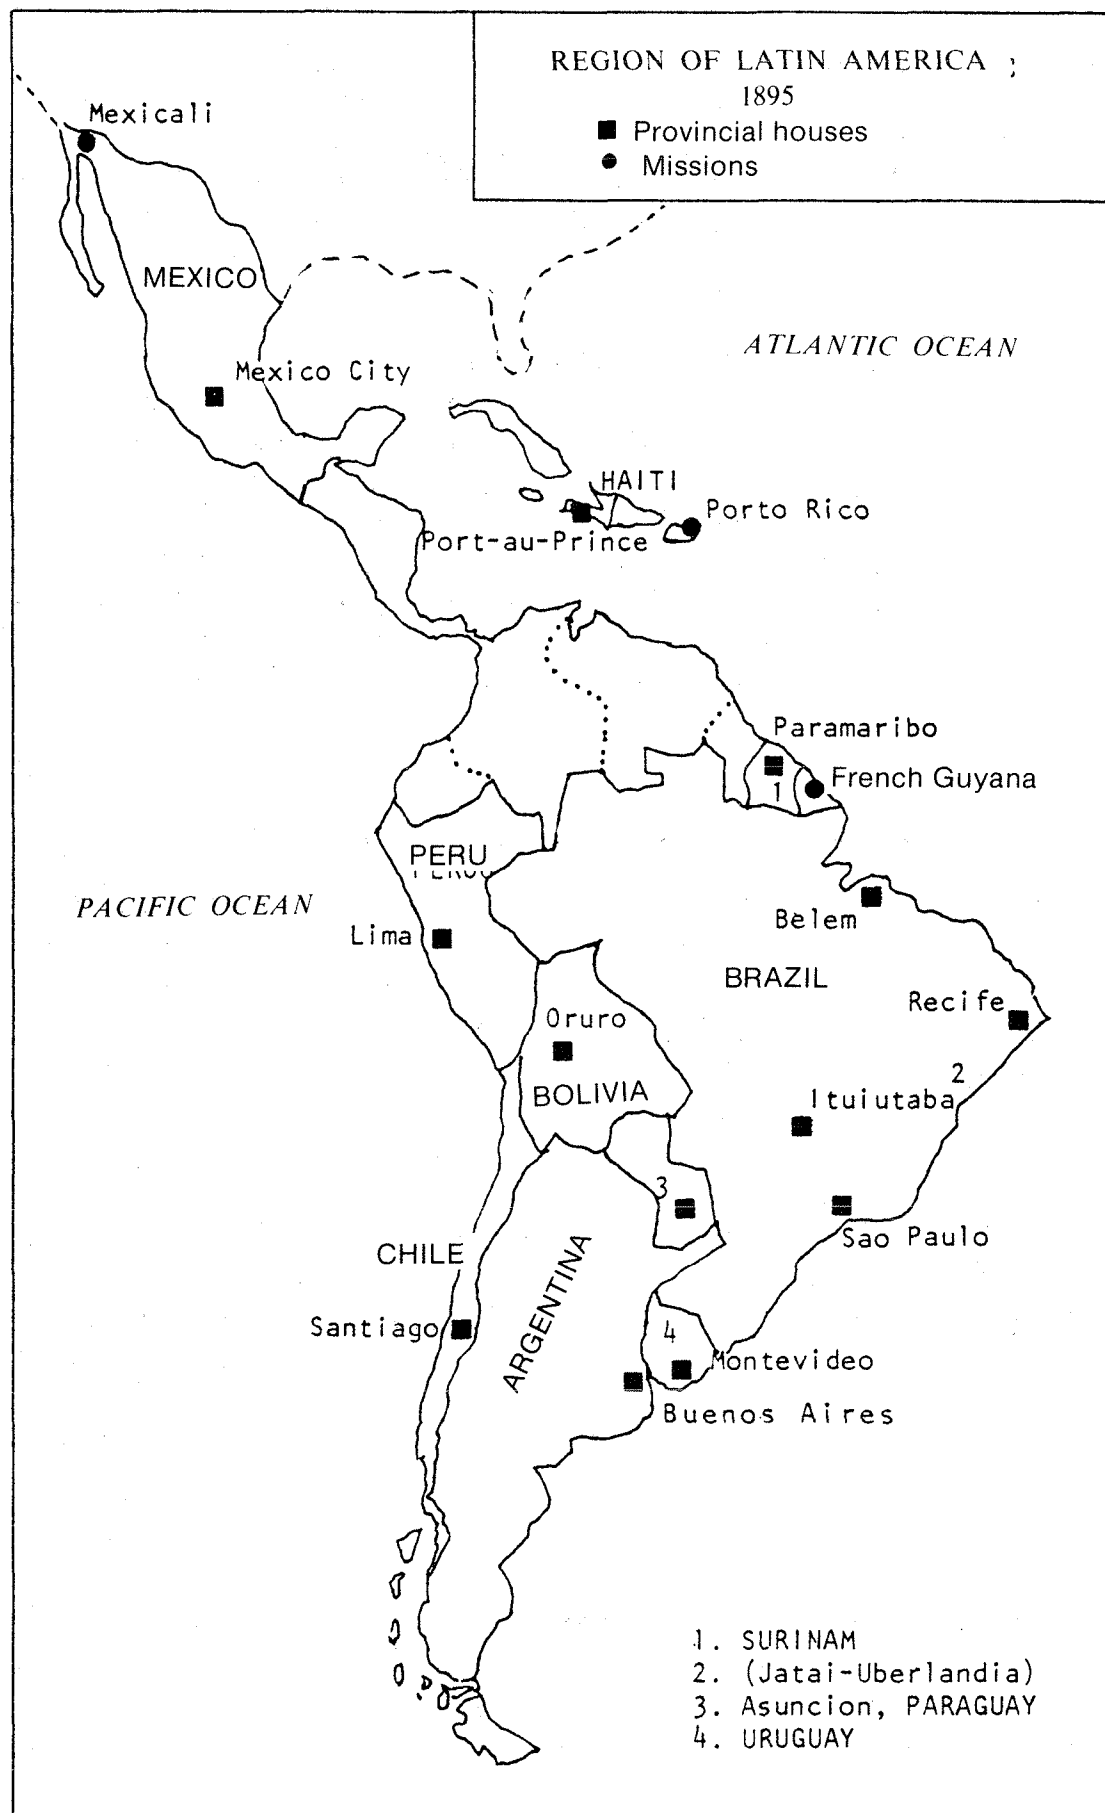 REGION OF LATIN AMERICA ;
1895
Provincial houses
Missions
Mexicali
MEXICO
ATLANTIC OCEAN
Mexico City
HAITI
Porto Rico
Port-au-Prince
Paramaribo
French Guyana
1
PERU
PACIFIC OCEAN
Belem
Lima
BRAZIL
Recife
Oruro
2
BOLIVIA
Ituiutaba
3
CHILE
Sao Paulo
ARGENTINA
Santiago
4
Montevideo
Buenos Aires
1. SURINAM
2. (Jatai-Uberlandia)
3. Asuncion, PARAGUAY
4. URUGUAY